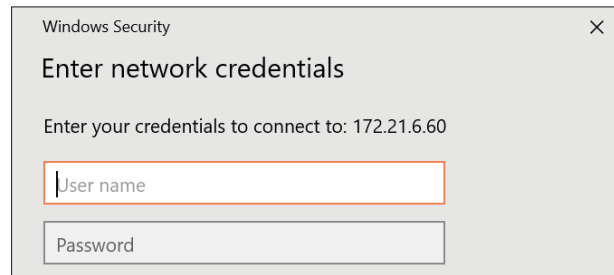 Windows Security
Enter network credentials
Enter your credentials to connect to: 172.21.6.60
User name
Password